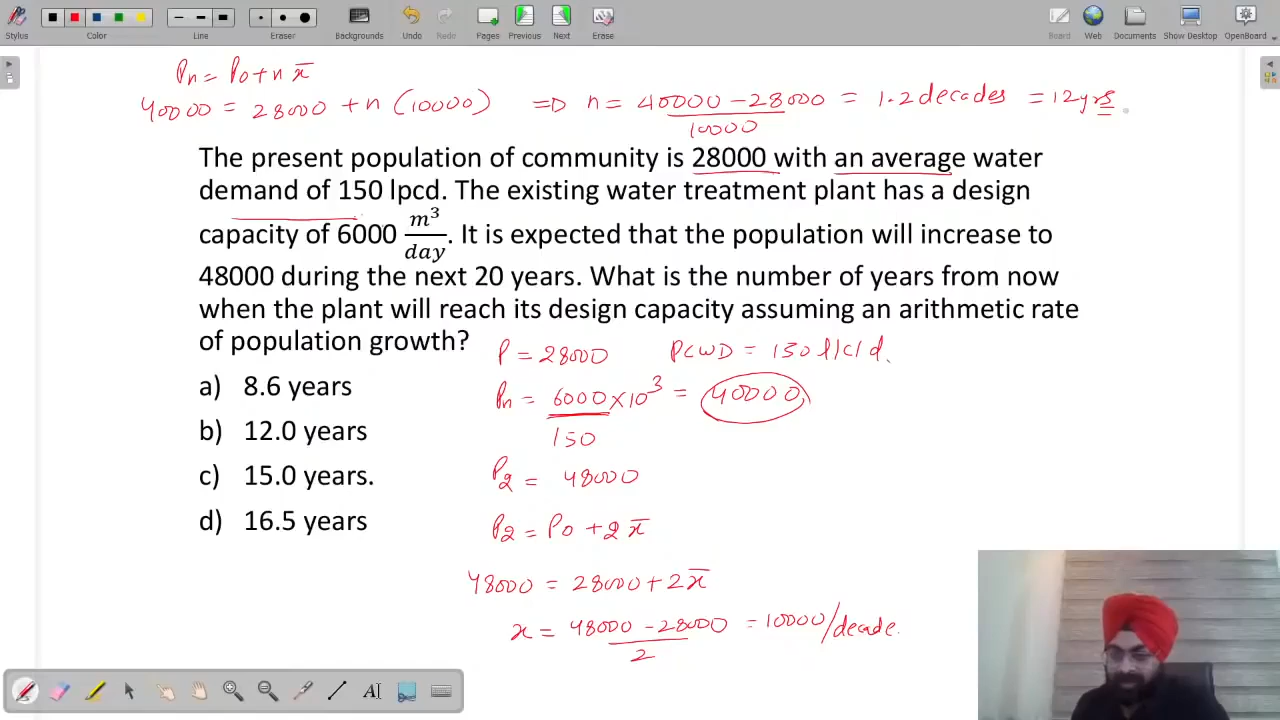 Stylus
Color
Line
Eraser
Backgrounds
Undo
Redo
Pages
Previous
Next
Erase
Board
Web
Documents
Show Desktop
OpenBoard
Pn = P0 + n x̄
40000 = 28000 + n (10000) ⇒ n = 40000 - 28000 / 10000 = 1.2 decades = 12 yrs
The present population of community is 28000 with an average water
demand of 150 lpcd. The existing water treatment plant has a design
capacity of 6000 m³/day. It is expected that the population will increase to
48000 during the next 20 years. What is the number of years from now
when the plant will reach its design capacity assuming an arithmetic rate
of population growth?
P = 28000 PCWD = 150 l/c/d.
a) 8.6 years
Pn = 6000 × 10³ / 150 = 40000
b) 12.0 years
c) 15.0 years.
P2 = 48000
d) 16.5 years
P2 = P0 + 2 x̄
48000 = 28000 + 2 x̄
x = 48000 - 28000 / 2 = 10000/decade.